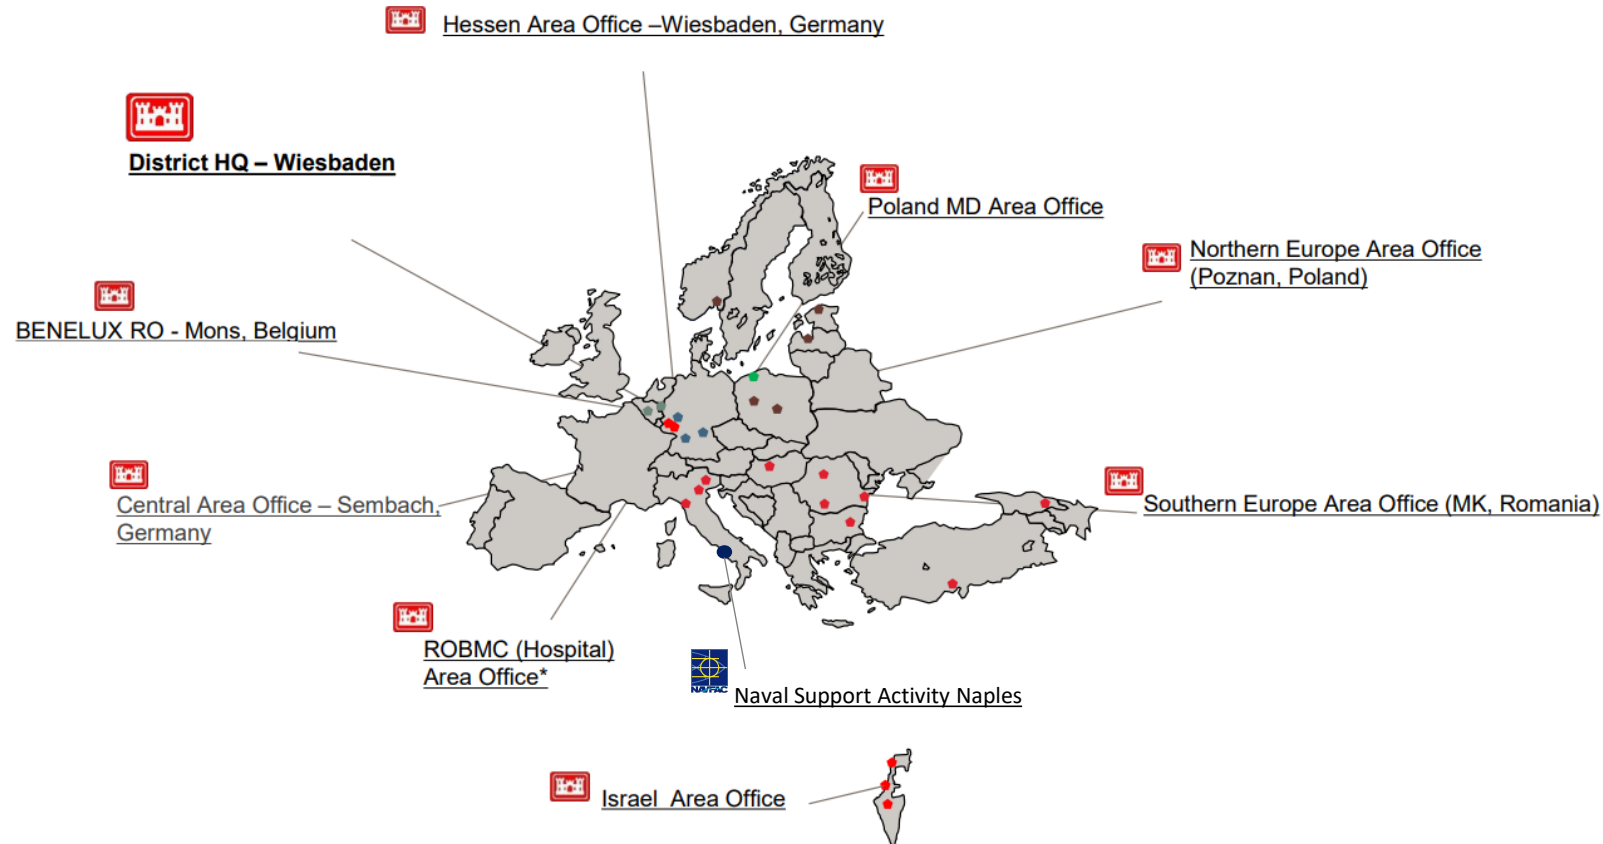 Hessen Area Office –Wiesbaden, Germany
District HQ – Wiesbaden
Poland MD Area Office
Northern Europe Area Office
(Poznan, Poland)
BENELUX RO - Mons, Belgium
Central Area Office – Sembach,
Germany
Southern Europe Area Office (MK, Romania)
ROBMC (Hospital)
Area Office*
NAVFAC
Naval Support Activity Naples
Israel Area Office